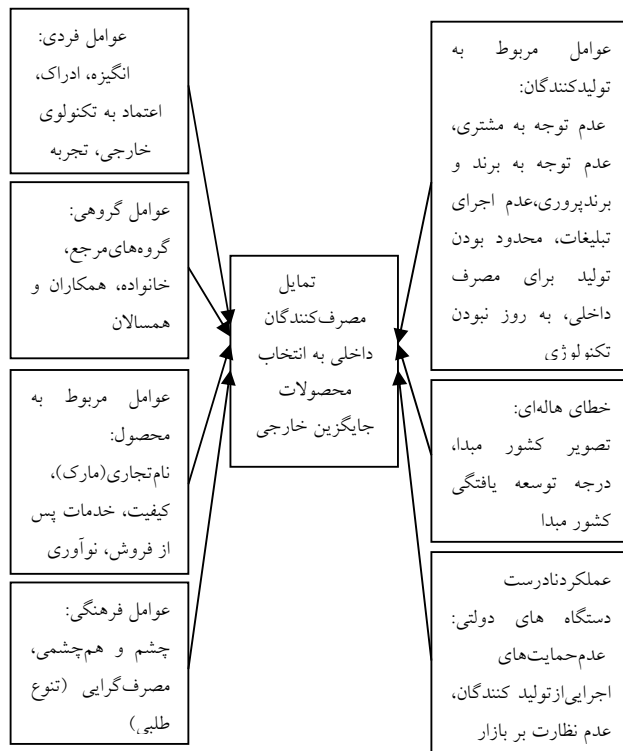 عوامل فردی:
انگیزه، ادراک،
اعتماد به تکنولوی
خارجی، تجربه
عوامل گروهی:
گروه‌های‌مرجع،
خانواده، همکاران و
همسالان
عوامل مربوط به
محصول:
نام‌تجاری(مارک)،
کیفیت، خدمات پس
از فروش، نوآوری
عوامل فرهنگی:
چشم و هم‌چشمی،
مصرف‌گرایی (تنوع
طلبی)
تمایل
مصرف‌کنندگان
داخلی به انتخاب
محصولات
جایگزین خارجی
عوامل مربوط به
تولیدکنندگان:
عدم توجه به مشتری،
عدم توجه به برند و
برندپروری،عدم اجرای
تبلیغات، محدود بودن
تولید برای مصرف
داخلی، به روز نبودن
تکنولوژی
خطای هاله‌ای:
تصویر کشور مبدا،
درجه توسعه یافتگی
کشور مبدا
عملکردنادرست
دستگاه های دولتی:
عدم‌حمایت‌های
اجرایی‌ازتولید کنندگان،
عدم نظارت بر بازار